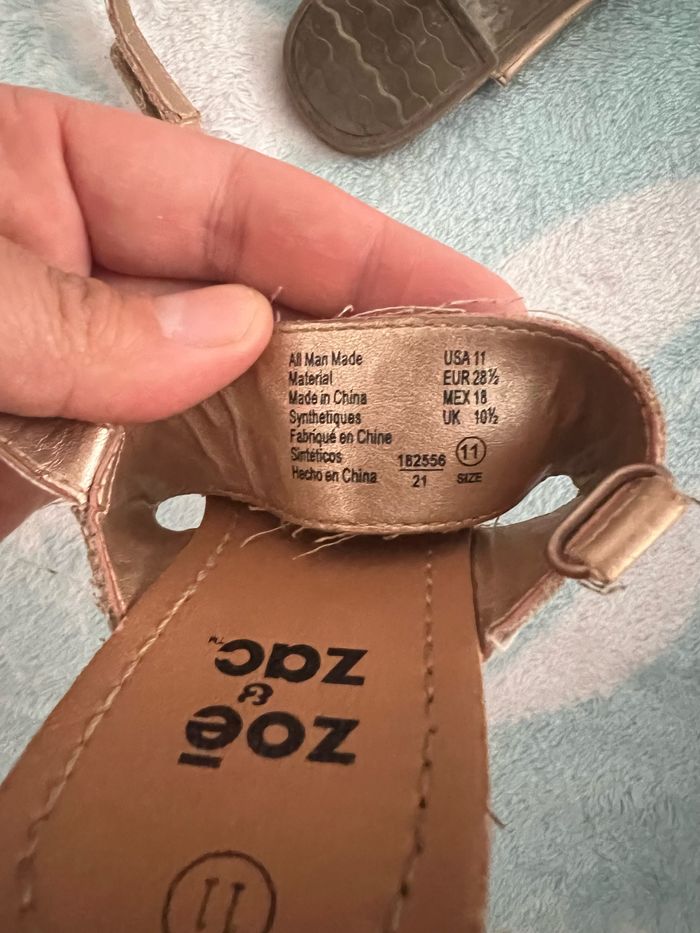 All Man Made
Material
Made in China
Synthetiques
Fabriqué en Chine
Sintéticos
Hecho en China
USA 11
EUR 28½
MEX 18
UK 10½
182556
21
11
SIZE
zoē
&
zac™
11